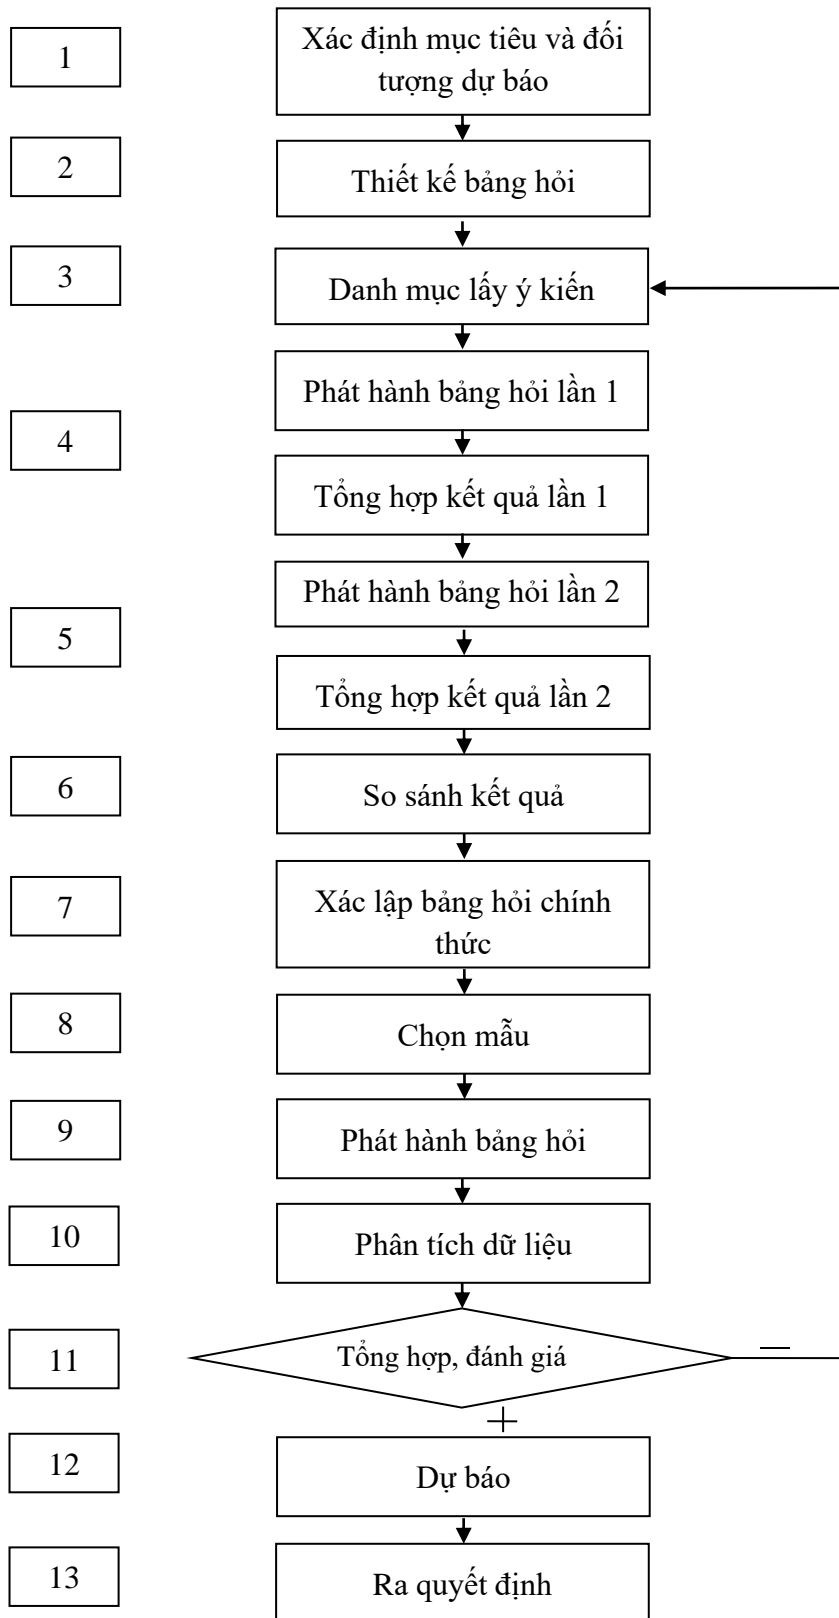 1
Xác định mục tiêu và đối
tượng dự báo
2
Thiết kế bảng hỏi
3
Danh mục lấy ý kiến
Phát hành bảng hỏi lần 1
4
Tổng hợp kết quả lần 1
Phát hành bảng hỏi lần 2
5
Tổng hợp kết quả lần 2
6
So sánh kết quả
7
Xác lập bảng hỏi chính
thức
8
Chọn mẫu
9
Phát hành bảng hỏi
10
Phân tích dữ liệu
11
Tổng hợp, đánh giá
—
+
12
Dự báo
13
Ra quyết định